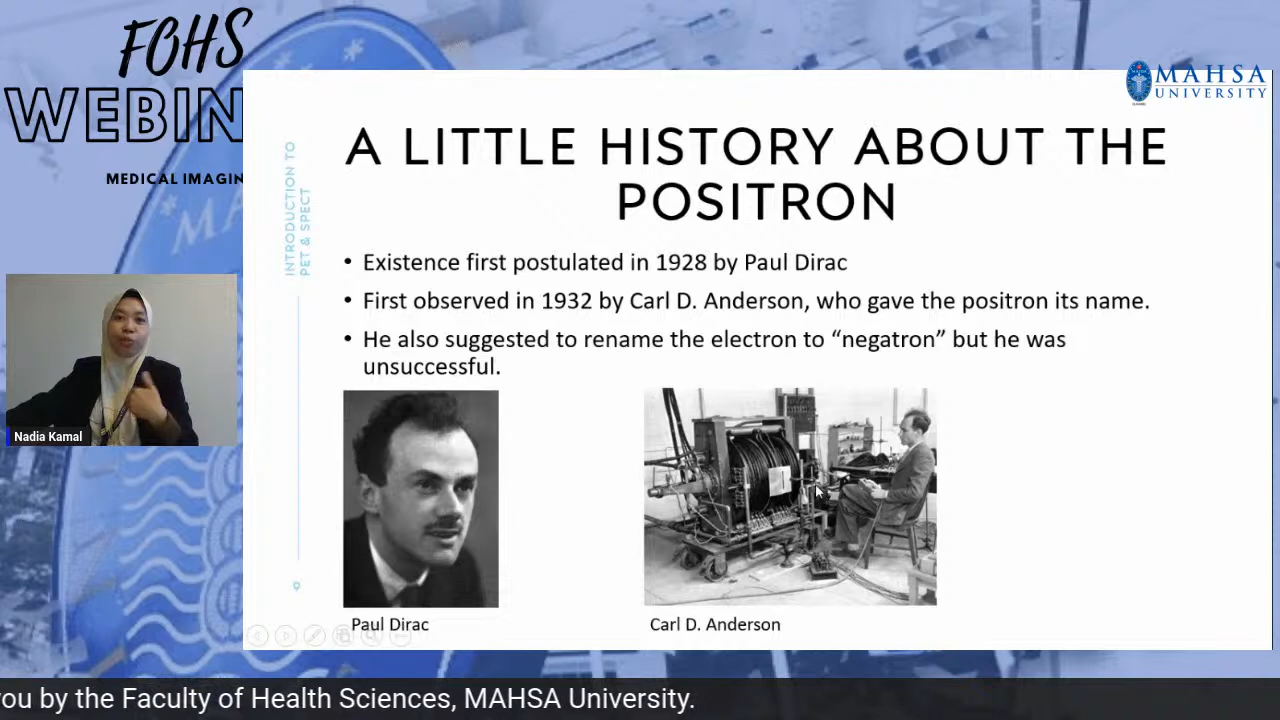 FOHS
WEBIN
MEDICAL IMAGIN
MAHSA
UNIVERSITY
INTRODUCTION TO
PET & SPECT
A LITTLE HISTORY ABOUT THE
POSITRON
• Existence first postulated in 1928 by Paul Dirac
• First observed in 1932 by Carl D. Anderson, who gave the positron its name.
• He also suggested to rename the electron to “negatron” but he was
unsuccessful.
Nadia Kamal
Paul Dirac
Carl D. Anderson
you by the Faculty of Health Sciences, MAHSA University.